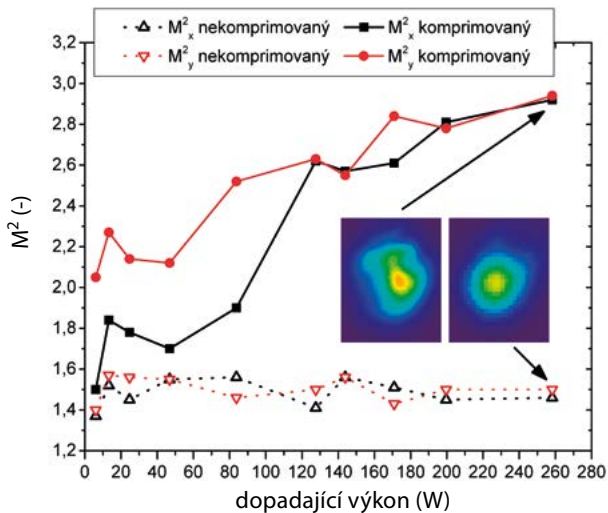 M²ₓ nekomprimovaný M²ₓ komprimovaný
M²y nekomprimovaný M²y komprimovaný
3,2
3,0
2,8
2,6
2,4
2,2
2,0
1,8
1,6
1,4
1,2
M² (-)
0 20 40 60 80 100 120 140 160 180 200 220 240 260 280
dopadající výkon (W)